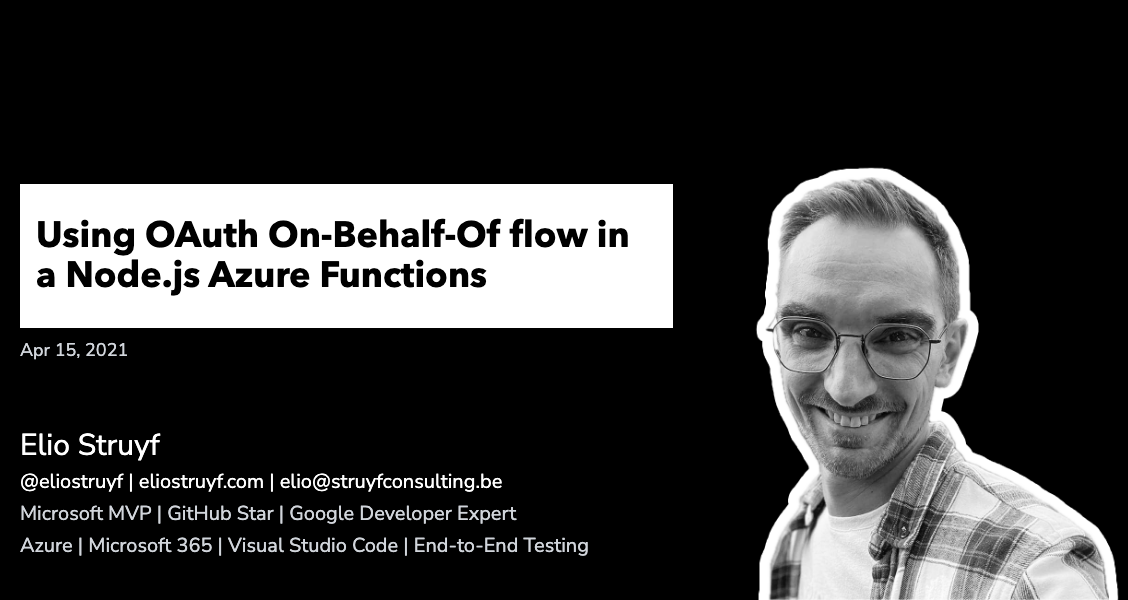 Using OAuth On-Behalf-Of flow in
a Node.js Azure Functions
Apr 15, 2021
Elio Struyf
@eliostruyf | eliostruyf.com | elio@struyfconsulting.be
Microsoft MVP | GitHub Star | Google Developer Expert
Azure | Microsoft 365 | Visual Studio Code | End-to-End Testing